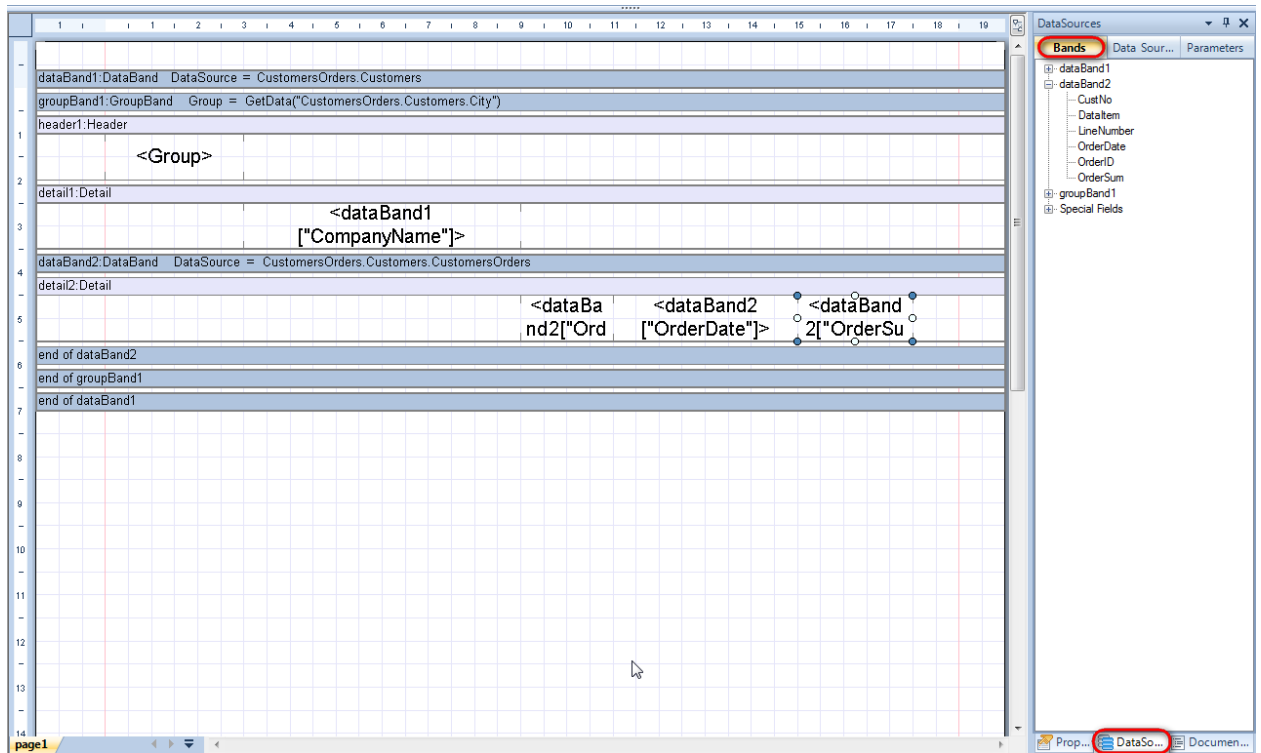 1 1 2 3 4 5 6 7 8 9 10 11 12 13 14 15 16 17 18 19
DataSources
Bands Data Sour... Parameters
dataBand1
dataBand2
CustNo
DataItem
LineNumber
OrderDate
OrderID
OrderSum
groupBand1
Special Fields
dataBand1:DataBand DataSource = CustomersOrders.Customers
groupBand1:GroupBand Group = GetData("CustomersOrders.Customers.City")
header1:Header
1
<Group>
2
detail1:Detail
<dataBand1
3
["CompanyName"]>
dataBand2:DataBand DataSource = CustomersOrders.Customers.CustomersOrders
4
detail2:Detail
<dataBa <dataBand2 <dataBand
5
nd2["Ord ["OrderDate"]> 2["OrderSu
end of dataBand2
6
end of groupBand1
end of dataBand1
7
8
9
10
11
12
13
14
page1
Prop... DataSo... Documen...